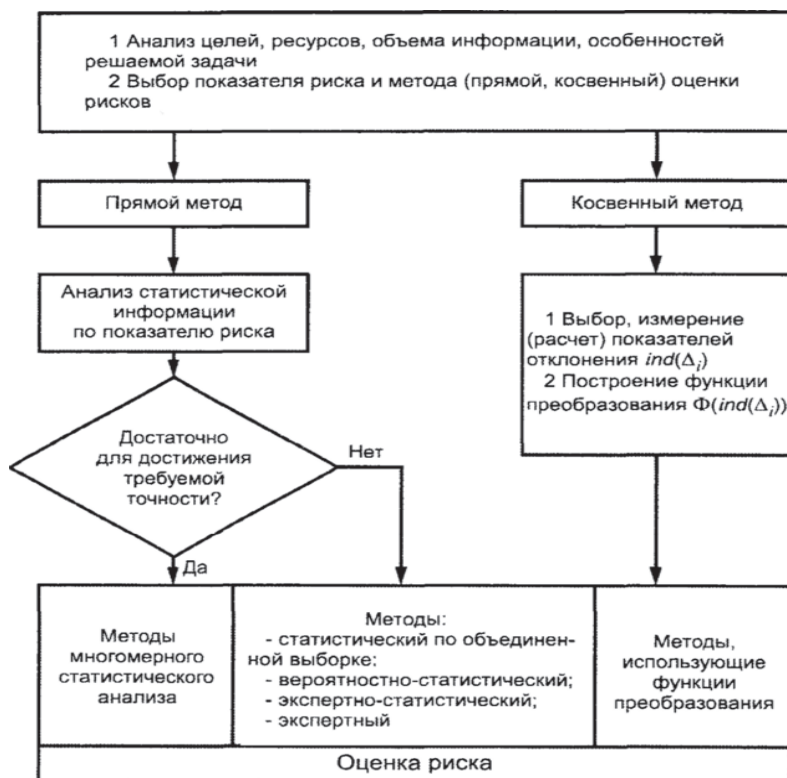 1 Анализ целей, ресурсов, объема информации, особенностей
решаемой задачи
2 Выбор показателя риска и метода (прямой, косвенный) оценки
рисков
Прямой метод
Косвенный метод
Анализ статистической
информации
по показателю риска
1 Выбор, измерение
(расчет) показателей
отклонения ind(Δi)
2 Построение функции
преобразования Ф(ind(Δi))
Достаточно
для достижения
требуемой
точности?
Нет
Да
Методы
многомерного
статистического
анализа
Методы:
- статистический по объединен-
ной выборке:
- вероятностно-статистический;
- экспертно-статистический;
- экспертный
Методы,
использующие
функции
преобразования
Оценка риска